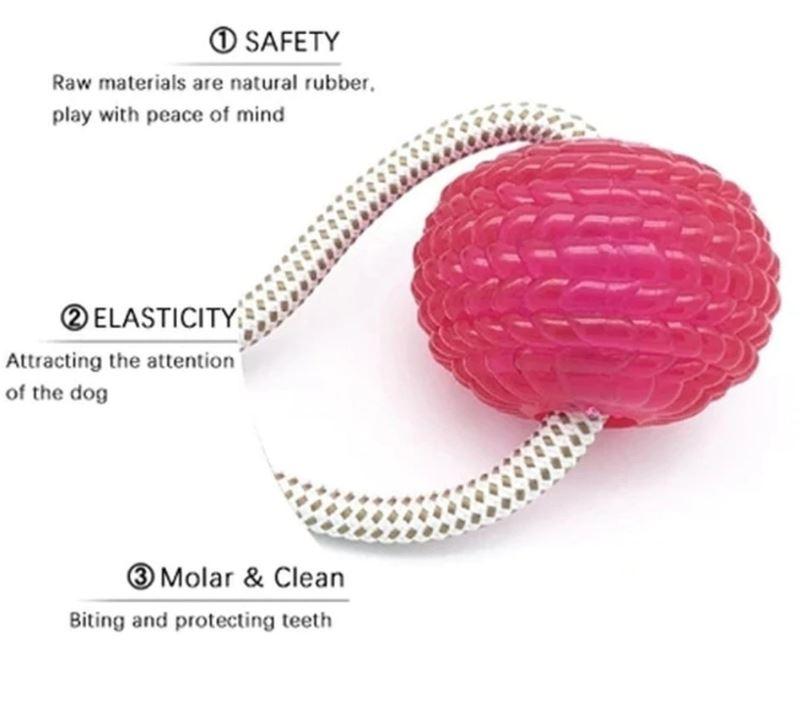 ① SAFETY
Raw materials are natural rubber,
play with peace of mind
② ELASTICITY
Attracting the attention
of the dog
③ Molar & Clean
Biting and protecting teeth